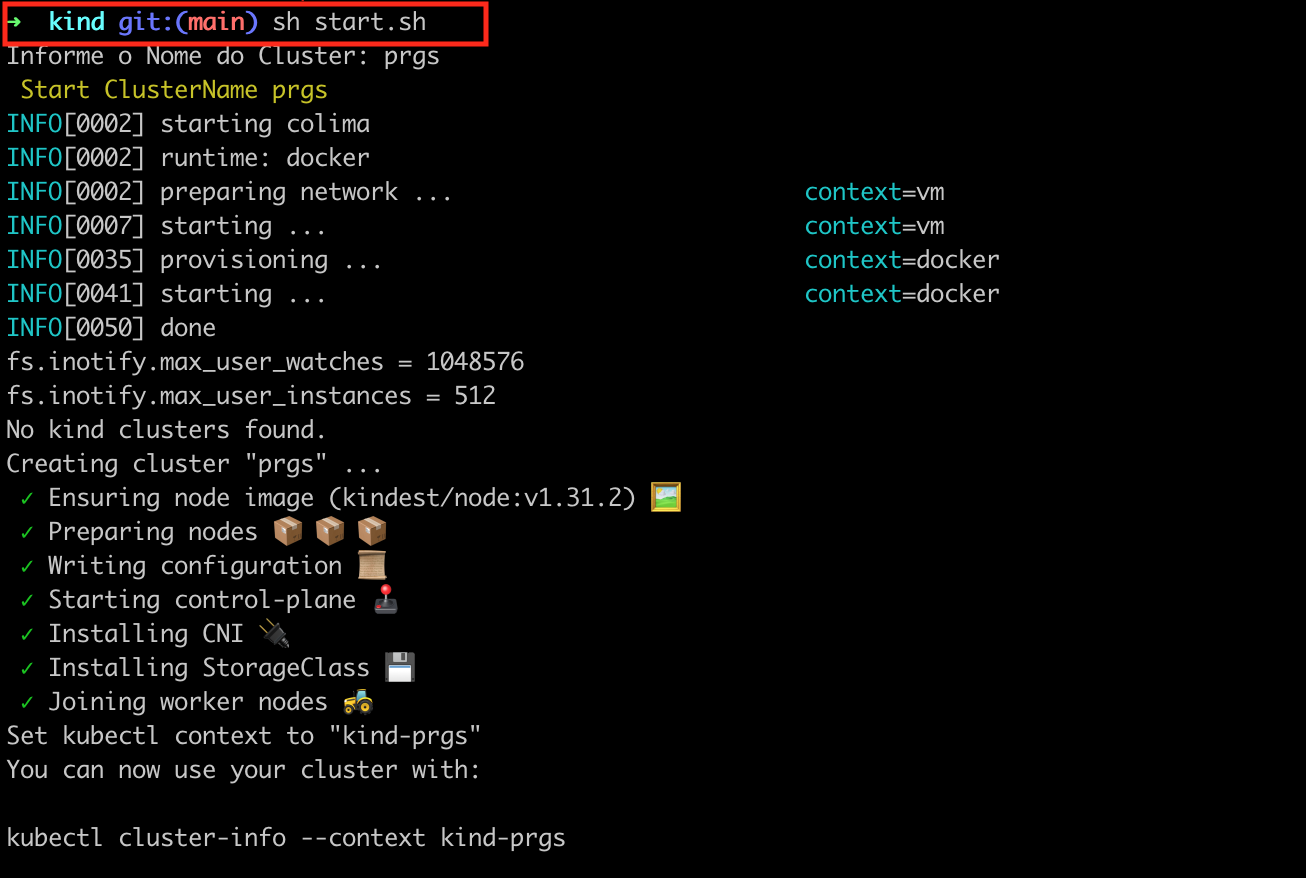 ➜  kind git:(main) sh start.sh
Informe o Nome do Cluster: prgs
 Start ClusterName prgs
INFO[0002] starting colima
INFO[0002] runtime: docker
INFO[0002] preparing network ...                         context=vm
INFO[0007] starting ...                                  context=vm
INFO[0035] provisioning ...                              context=docker
INFO[0041] starting ...                                  context=docker
INFO[0050] done
fs.inotify.max_user_watches = 1048576
fs.inotify.max_user_instances = 512
No kind clusters found.
Creating cluster "prgs" ...
 ✓ Ensuring node image (kindest/node:v1.31.2) 🖼
 ✓ Preparing nodes 📦 📦 📦
 ✓ Writing configuration 📜
 ✓ Starting control-plane 🕹️
 ✓ Installing CNI 🔌
 ✓ Installing StorageClass 💾
 ✓ Joining worker nodes 🚜
Set kubectl context to "kind-prgs"
You can now use your cluster with:

kubectl cluster-info --context kind-prgs